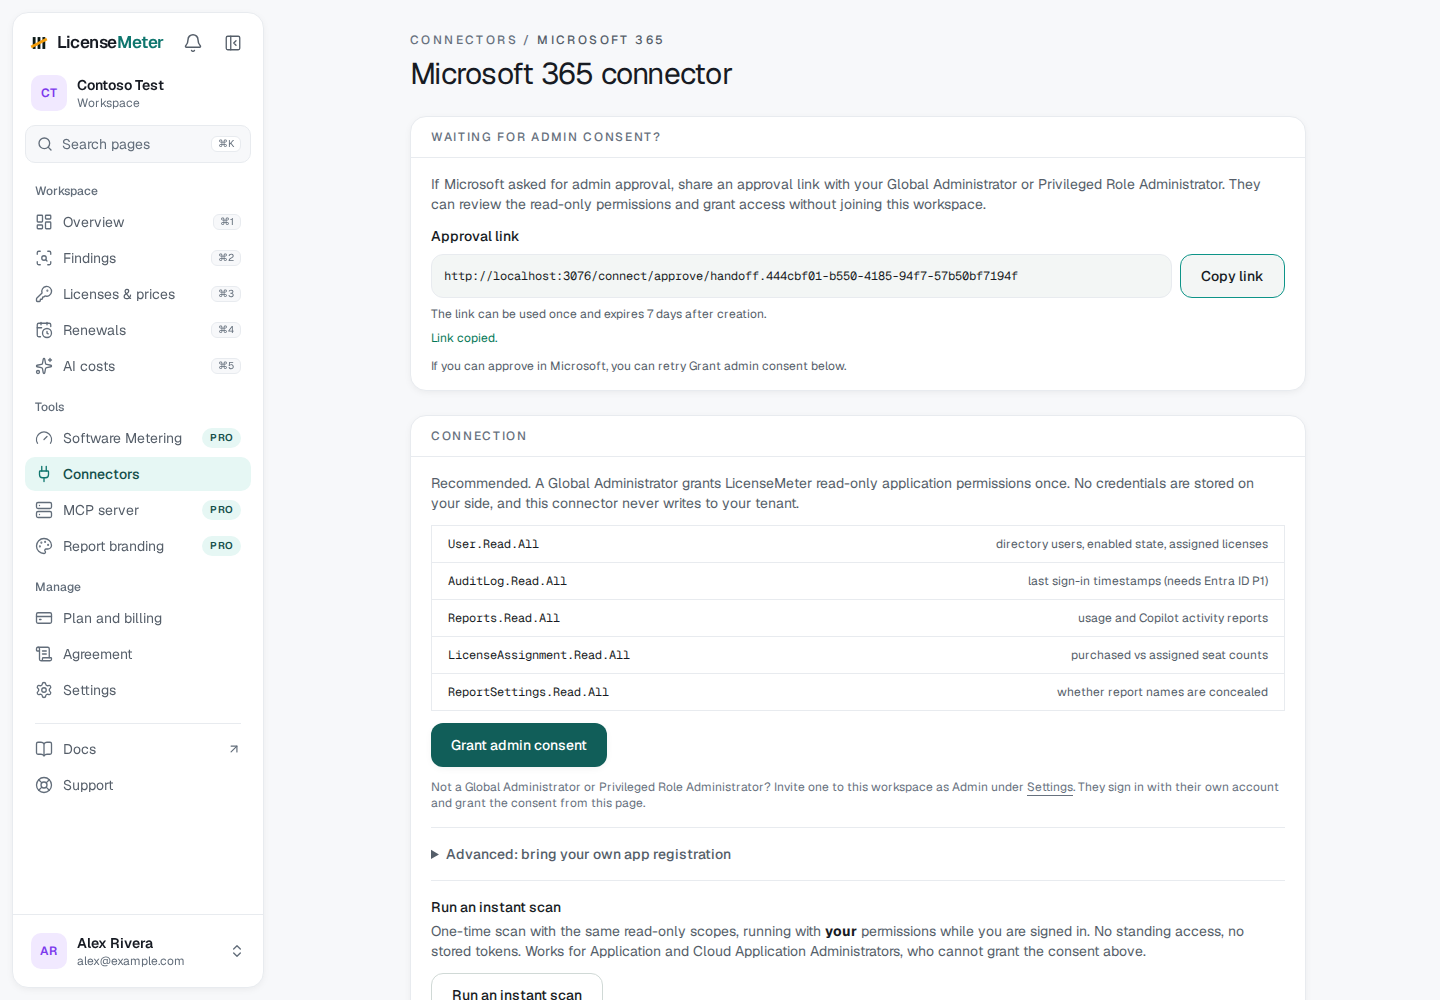 LicenseMeter
CT
Contoso Test
Workspace
Search pages
⌘K
Workspace
Overview
⌘1
Findings
⌘2
Licenses & prices
⌘3
Renewals
⌘4
AI costs
⌘5
Tools
Software Metering
PRO
Connectors
MCP server
PRO
Report branding
PRO
Manage
Plan and billing
Agreement
Settings
Docs
Support
AR
Alex Rivera
alex@example.com
CONNECTORS / MICROSOFT 365
Microsoft 365 connector
WAITING FOR ADMIN CONSENT?
If Microsoft asked for admin approval, share an approval link with your Global Administrator or Privileged Role Administrator. They
can review the read-only permissions and grant access without joining this workspace.
Approval link
http://localhost:3076/connect/approve/handoff.444cbf01-b550-4185-94f7-57b50bf7194f
Copy link
The link can be used once and expires 7 days after creation.
Link copied.
If you can approve in Microsoft, you can retry Grant admin consent below.
CONNECTION
Recommended. A Global Administrator grants LicenseMeter read-only application permissions once. No credentials are stored on
your side, and this connector never writes to your tenant.
User.Read.All
directory users, enabled state, assigned licenses
AuditLog.Read.All
last sign-in timestamps (needs Entra ID P1)
Reports.Read.All
usage and Copilot activity reports
LicenseAssignment.Read.All
purchased vs assigned seat counts
ReportSettings.Read.All
whether report names are concealed
Grant admin consent
Not a Global Administrator or Privileged Role Administrator? Invite one to this workspace as Admin under Settings. They sign in with their own account
and grant the consent from this page.
Advanced: bring your own app registration
Run an instant scan
One-time scan with the same read-only scopes, running with your permissions while you are signed in. No standing access, no
stored tokens. Works for Application and Cloud Application Administrators, who cannot grant the consent above.
Run an instant scan